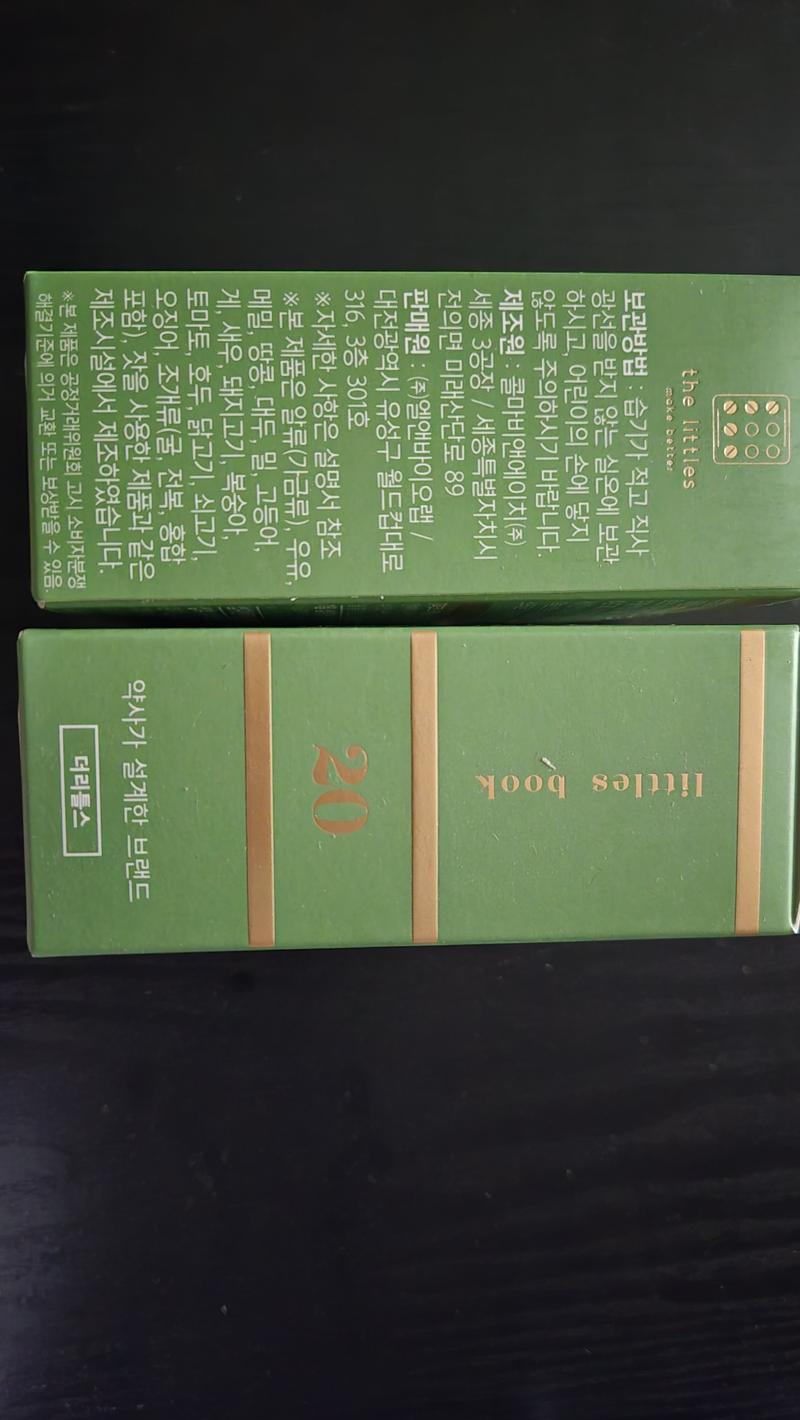 the littles
make better
보관방법 : 습기가 적고 직사
광선을 받지 않는 실온에 보관
하시고, 어린이의 손에 닿지
않도록 주의하시기 바랍니다.
제조원 : 콜마비앤에이치(주)
세종 3공장 / 세종특별자치시
전의면 미래산단로 89
판매원 : (주)엘앤바이오랩 /
대전광역시 유성구 월드컵대로
316, 3층 301호
※자세한 사항은 설명서 참조
※본 제품은 알류(가금류), 우유,
메밀, 땅콩, 대두, 밀, 고등어,
게, 새우, 돼지고기, 복숭아,
토마토, 호두, 닭고기, 쇠고기,
오징어, 조개류(굴, 전복, 홍합
포함), 잣을 사용한 제품과 같은
제조시설에서 제조하였습니다.
※본 제품은 공정거래위원회 고시 소비자분쟁
해결기준에 의거 교환 또는 보상받을 수 있음.
littles book
20
약사가 설계한 브랜드
더리틀스